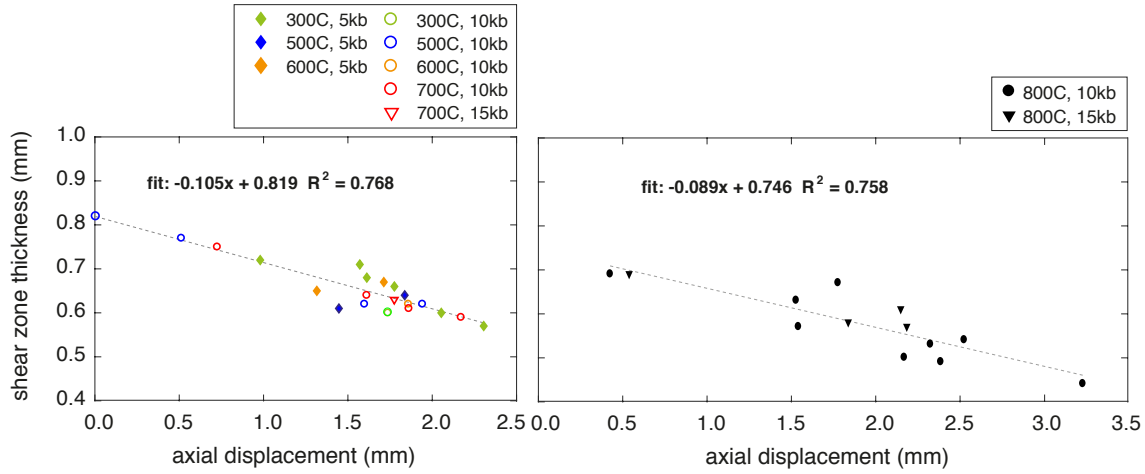 300C, 5kb 300C, 10kb
500C, 5kb 500C, 10kb
600C, 5kb 600C, 10kb
700C, 10kb
700C, 15kb
800C, 10kb
800C, 15kb
shear zone thickness (mm)
1.0
0.9
0.8
0.7
0.6
0.5
0.4
fit: -0.105x + 0.819 R² = 0.768
0.0 0.5 1.0 1.5 2.0 2.5
axial displacement (mm)
fit: -0.089x + 0.746 R² = 0.758
0.0 0.5 1.0 1.5 2.0 2.5 3.0 3.5
axial displacement (mm)